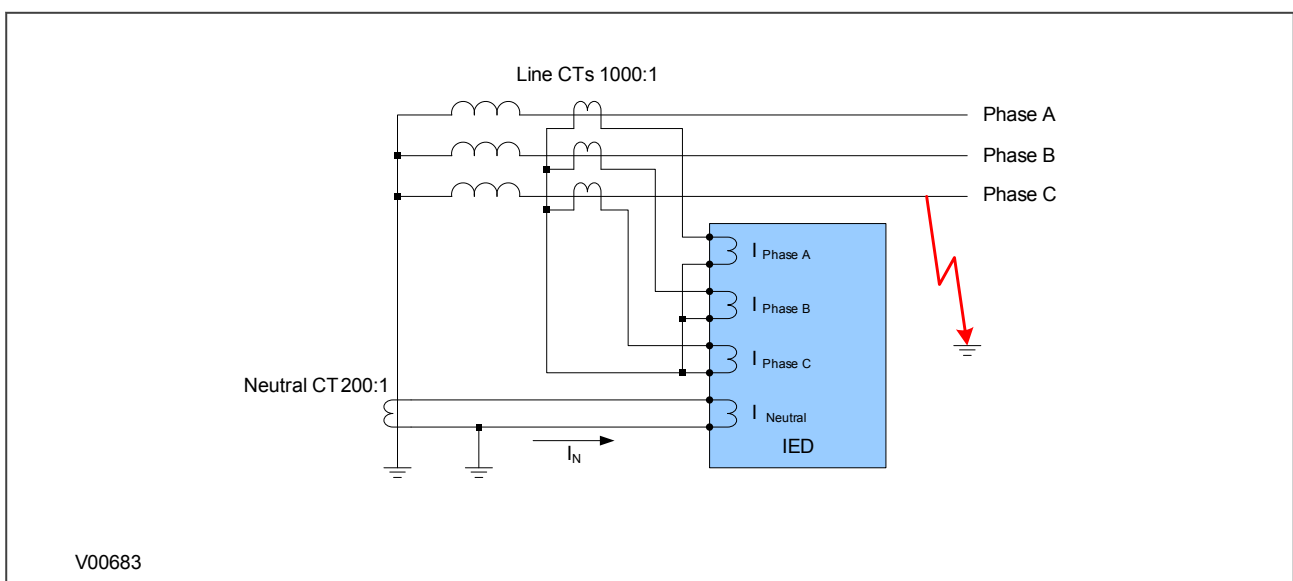 Line CTs 1000:1
Phase A
Phase B
Phase C
I Phase A
I Phase B
I Phase C
Neutral CT 200:1
I Neutral
IED
IN
V00683